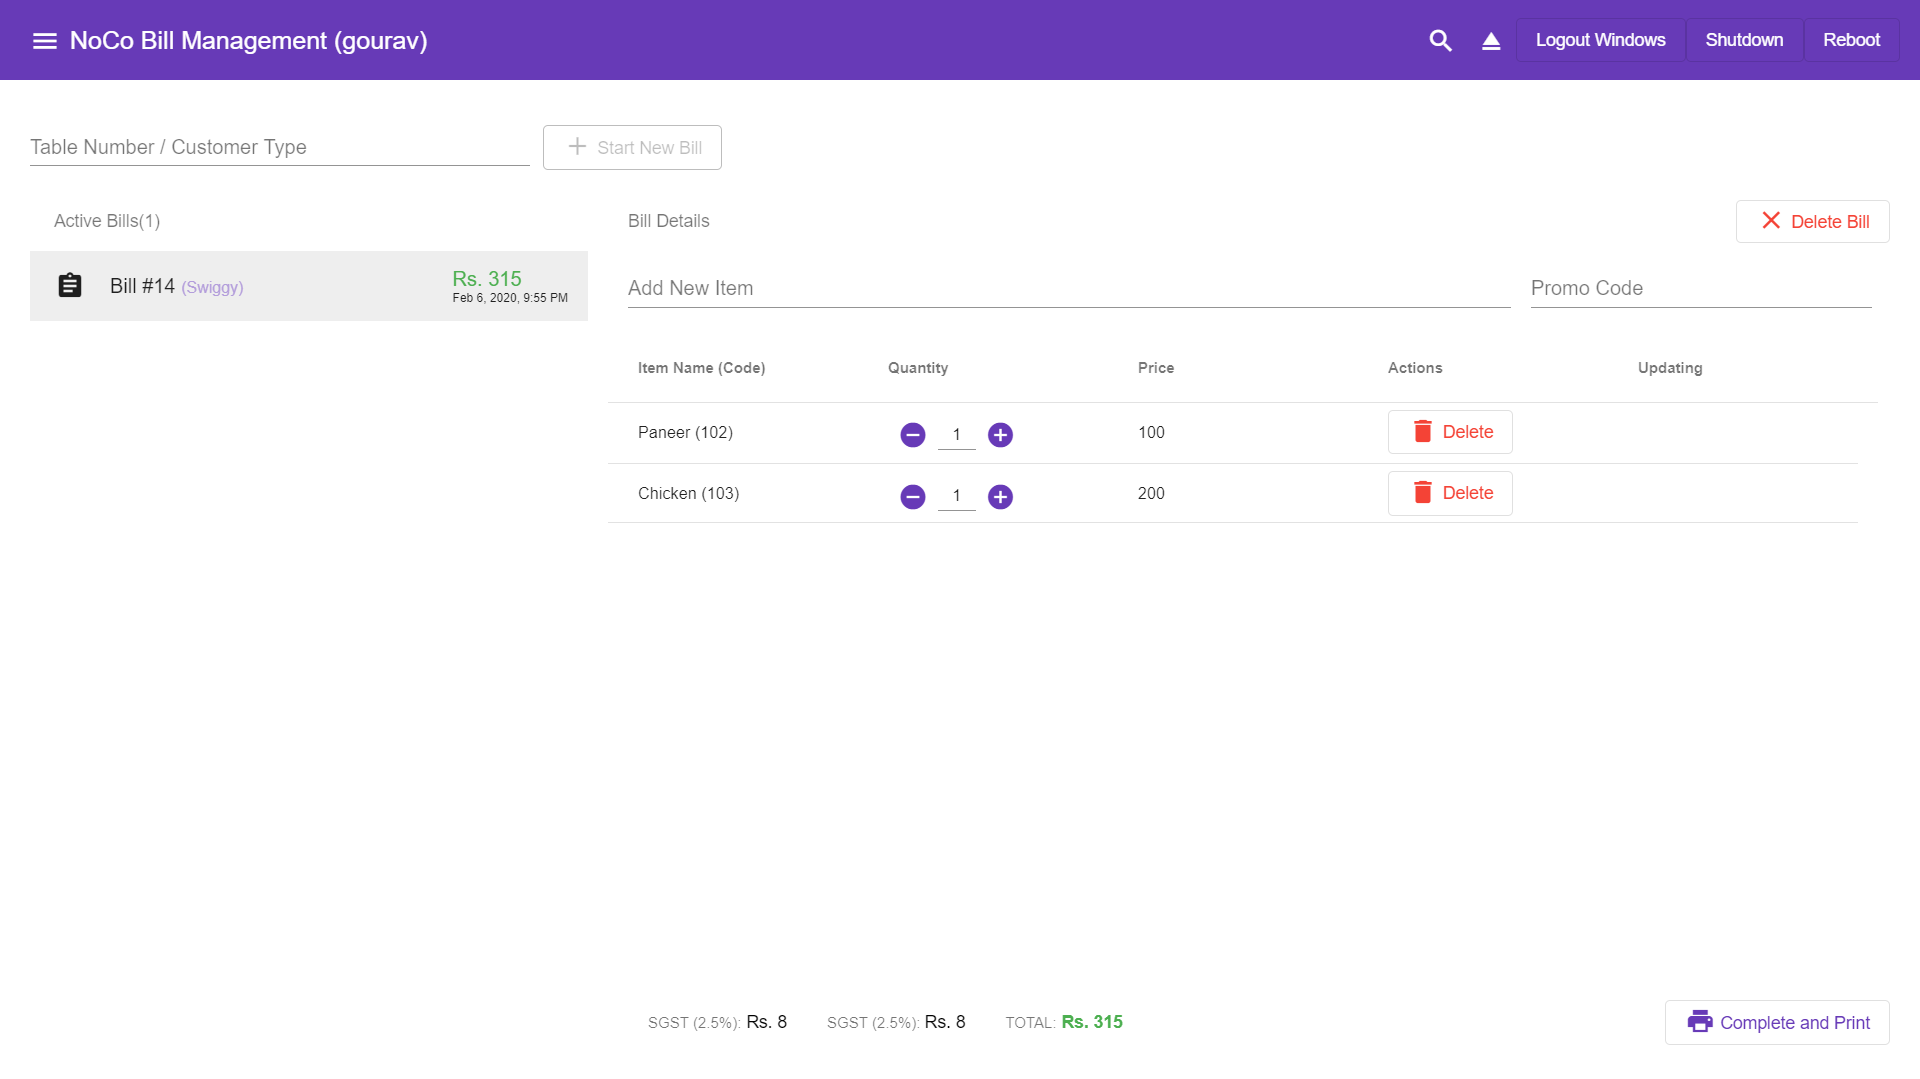 NoCo Bill Management (gourav)
Logout Windows
Shutdown
Reboot
Table Number / Customer Type
Start New Bill
Active Bills(1)
Bill #14 (Swiggy)
Rs. 315
Feb 6, 2020, 9:55 PM
Bill Details
Delete Bill
Add New Item
Promo Code
Item Name (Code) Quantity Price Actions Updating
Paneer (102) 1 100 Delete
Chicken (103) 1 200 Delete
SGST (2.5%): Rs. 8 SGST (2.5%): Rs. 8 TOTAL: Rs. 315
Complete and Print